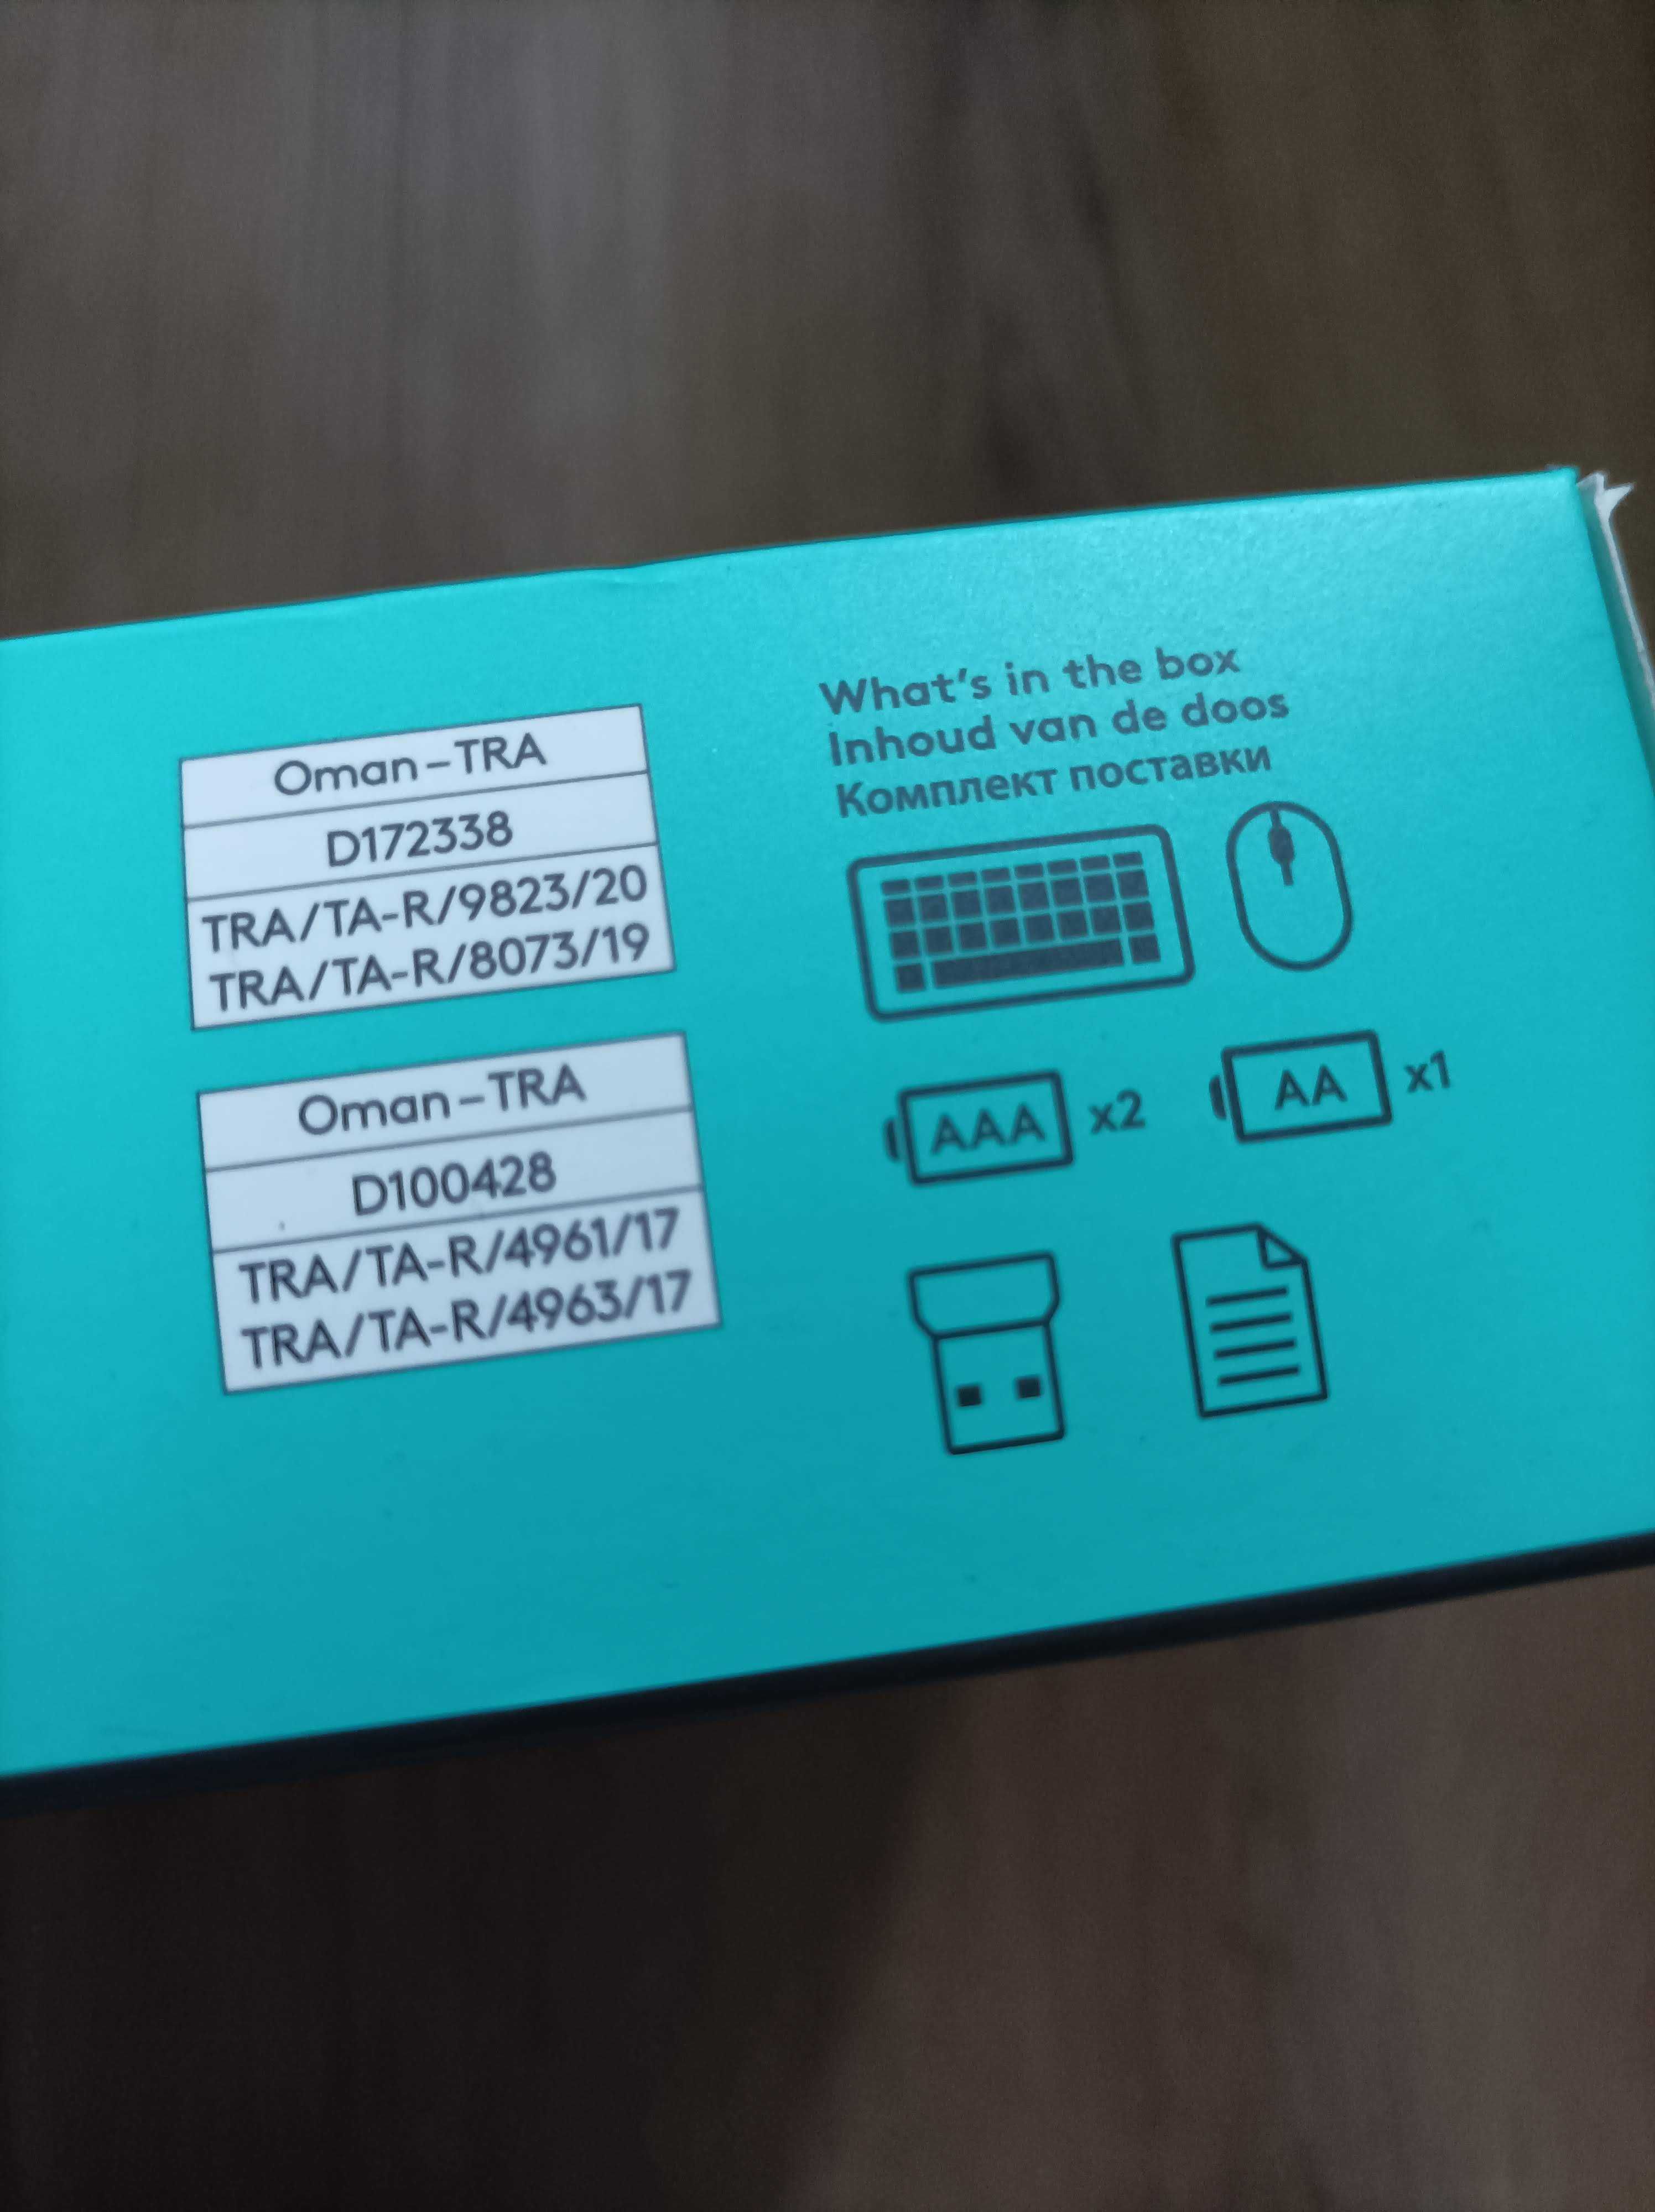 Oman – TRA
D172338
TRA/TA-R/9823/20
TRA/TA-R/8073/19
Oman – TRA
D100428
TRA/TA-R/4961/17
TRA/TA-R/4963/17
What's in the box
Inhoud van de doos
Комплект поставки
AAA x2
AA x1